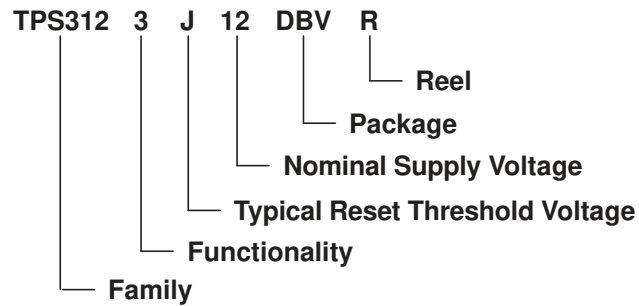 TPS312 3 J 12 DBV R
Reel
Package
Nominal Supply Voltage
Typical Reset Threshold Voltage
Functionality
Family